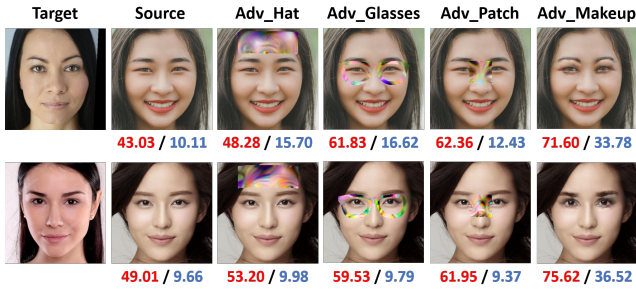 Target Source Adv_Hat Adv_Glasses Adv_Patch Adv_Makeup
43.03 / 10.11 48.28 / 15.70 61.83 / 16.62 62.36 / 12.43 71.60 / 33.78
49.01 / 9.66 53.20 / 9.98 59.53 / 9.79 61.95 / 9.37 75.62 / 36.52